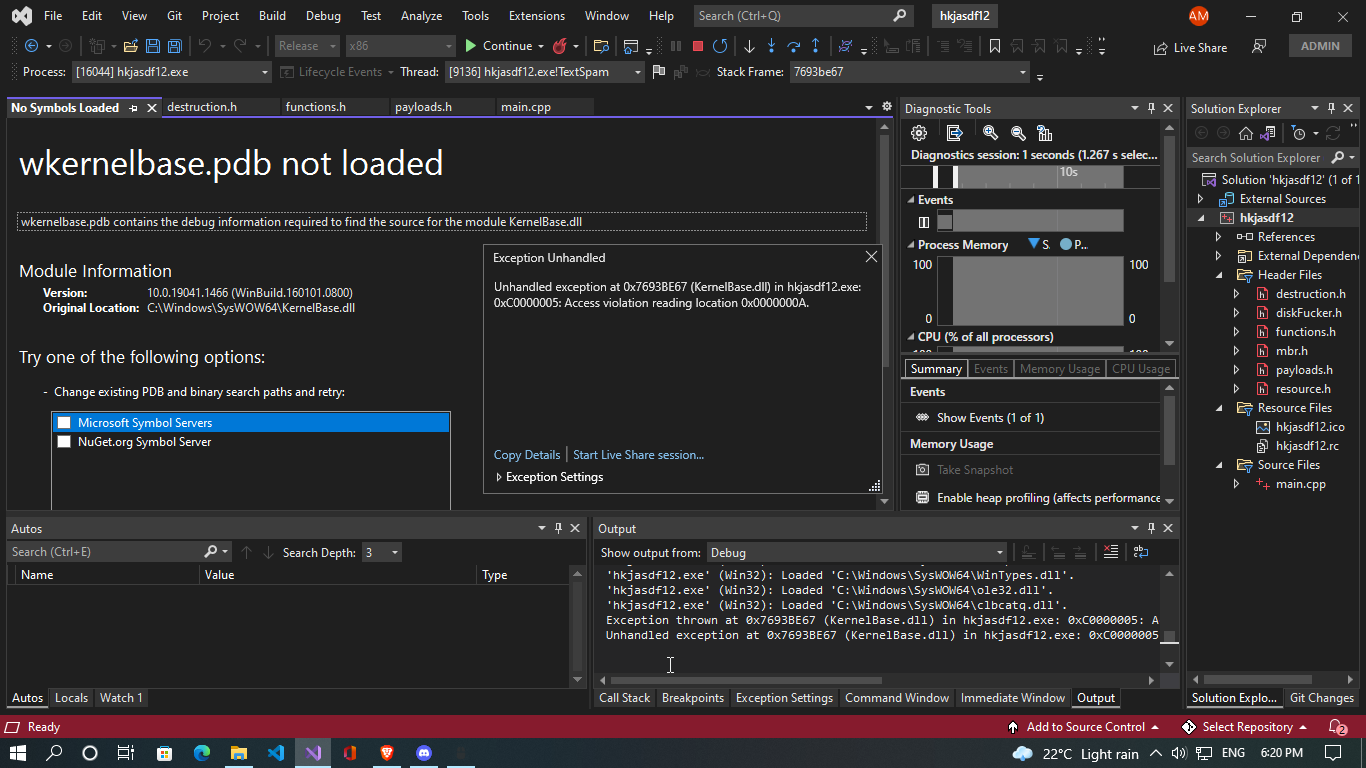 File Edit View Git Project Build Debug Test Analyze Tools Extensions Window Help Search (Ctrl+Q) hkjasdf12 AM
Release x86 Continue Live Share ADMIN
Process: [16044] hkjasdf12.exe Lifecycle Events Thread: [9136] hkjasdf12.exe!TextSpam Stack Frame: 7693be67
No Symbols Loaded destruction.h functions.h payloads.h main.cpp
wkernelbase.pdb not loaded
wkernelbase.pdb contains the debug information required to find the source for the module KernelBase.dll
Module Information
Version: 10.0.19041.1466 (WinBuild.160101.0800)
Original Location: C:\Windows\SysWOW64\KernelBase.dll
Try one of the following options:
- Change existing PDB and binary search paths and retry:
Microsoft Symbol Servers
NuGet.org Symbol Server
Exception Unhandled
Unhandled exception at 0x7693BE67 (KernelBase.dll) in hkjasdf12.exe:
0xC0000005: Access violation reading location 0x0000000A.
Copy Details Start Live Share session...
Exception Settings
Diagnostic Tools
Diagnostics session: 1 seconds (1.267 s selec...
10s
Events
Process Memory S. P...
100 100
0 0
CPU (% of all processors)
Summary Events Memory Usage CPU Usage
Events
Show Events (1 of 1)
Memory Usage
Take Snapshot
Enable heap profiling (affects performance
Solution Explorer
Search Solution Explorer
Solution 'hkjasdf12' (1 of 1
External Sources
hkjasdf12
References
External Dependen
Header Files
destruction.h
diskFucker.h
functions.h
mbr.h
payloads.h
resource.h
Resource Files
hkjasdf12.ico
hkjasdf12.rc
Source Files
main.cpp
Autos
Search (Ctrl+E) Search Depth: 3
Name Value Type
Autos Locals Watch 1
Output
Show output from: Debug
'hkjasdf12.exe' (Win32): Loaded 'C:\Windows\SysWOW64\WinTypes.dll'.
'hkjasdf12.exe' (Win32): Loaded 'C:\Windows\SysWOW64\ole32.dll'.
'hkjasdf12.exe' (Win32): Loaded 'C:\Windows\SysWOW64\clbcatq.dll'.
Exception thrown at 0x7693BE67 (KernelBase.dll) in hkjasdf12.exe: 0xC0000005: A
Unhandled exception at 0x7693BE67 (KernelBase.dll) in hkjasdf12.exe: 0xC0000005
Call Stack Breakpoints Exception Settings Command Window Immediate Window Output
Solution Explo... Git Changes
Ready Add to Source Control Select Repository 2
22°C Light rain ENG 6:20 PM